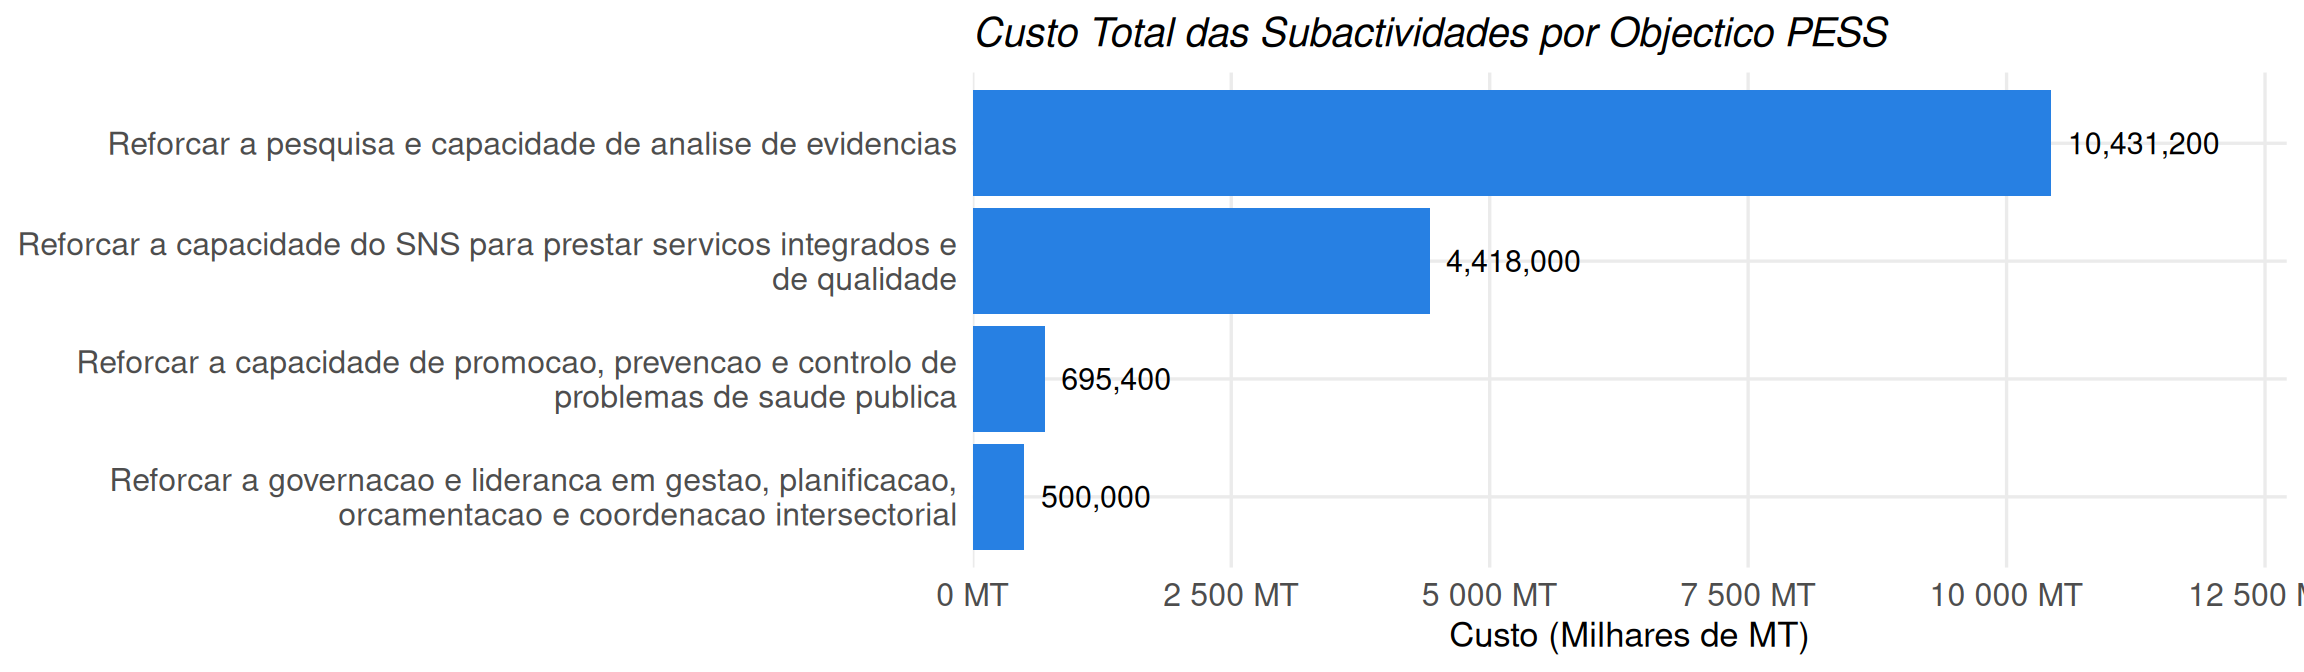 Custo Total das Subactividades por Objectico PESS
Reforcar a pesquisa e capacidade de analise de evidencias
10,431,200
Reforcar a capacidade do SNS para prestar servicos integrados e
de qualidade
4,418,000
Reforcar a capacidade de promocao, prevencao e controlo de
problemas de saude publica
695,400
Reforcar a governacao e lideranca em gestao, planificacao,
orcamentacao e coordenacao intersectorial
500,000
0 MT
2 500 MT
5 000 MT
7 500 MT
10 000 MT
12 500
Custo (Milhares de MT)